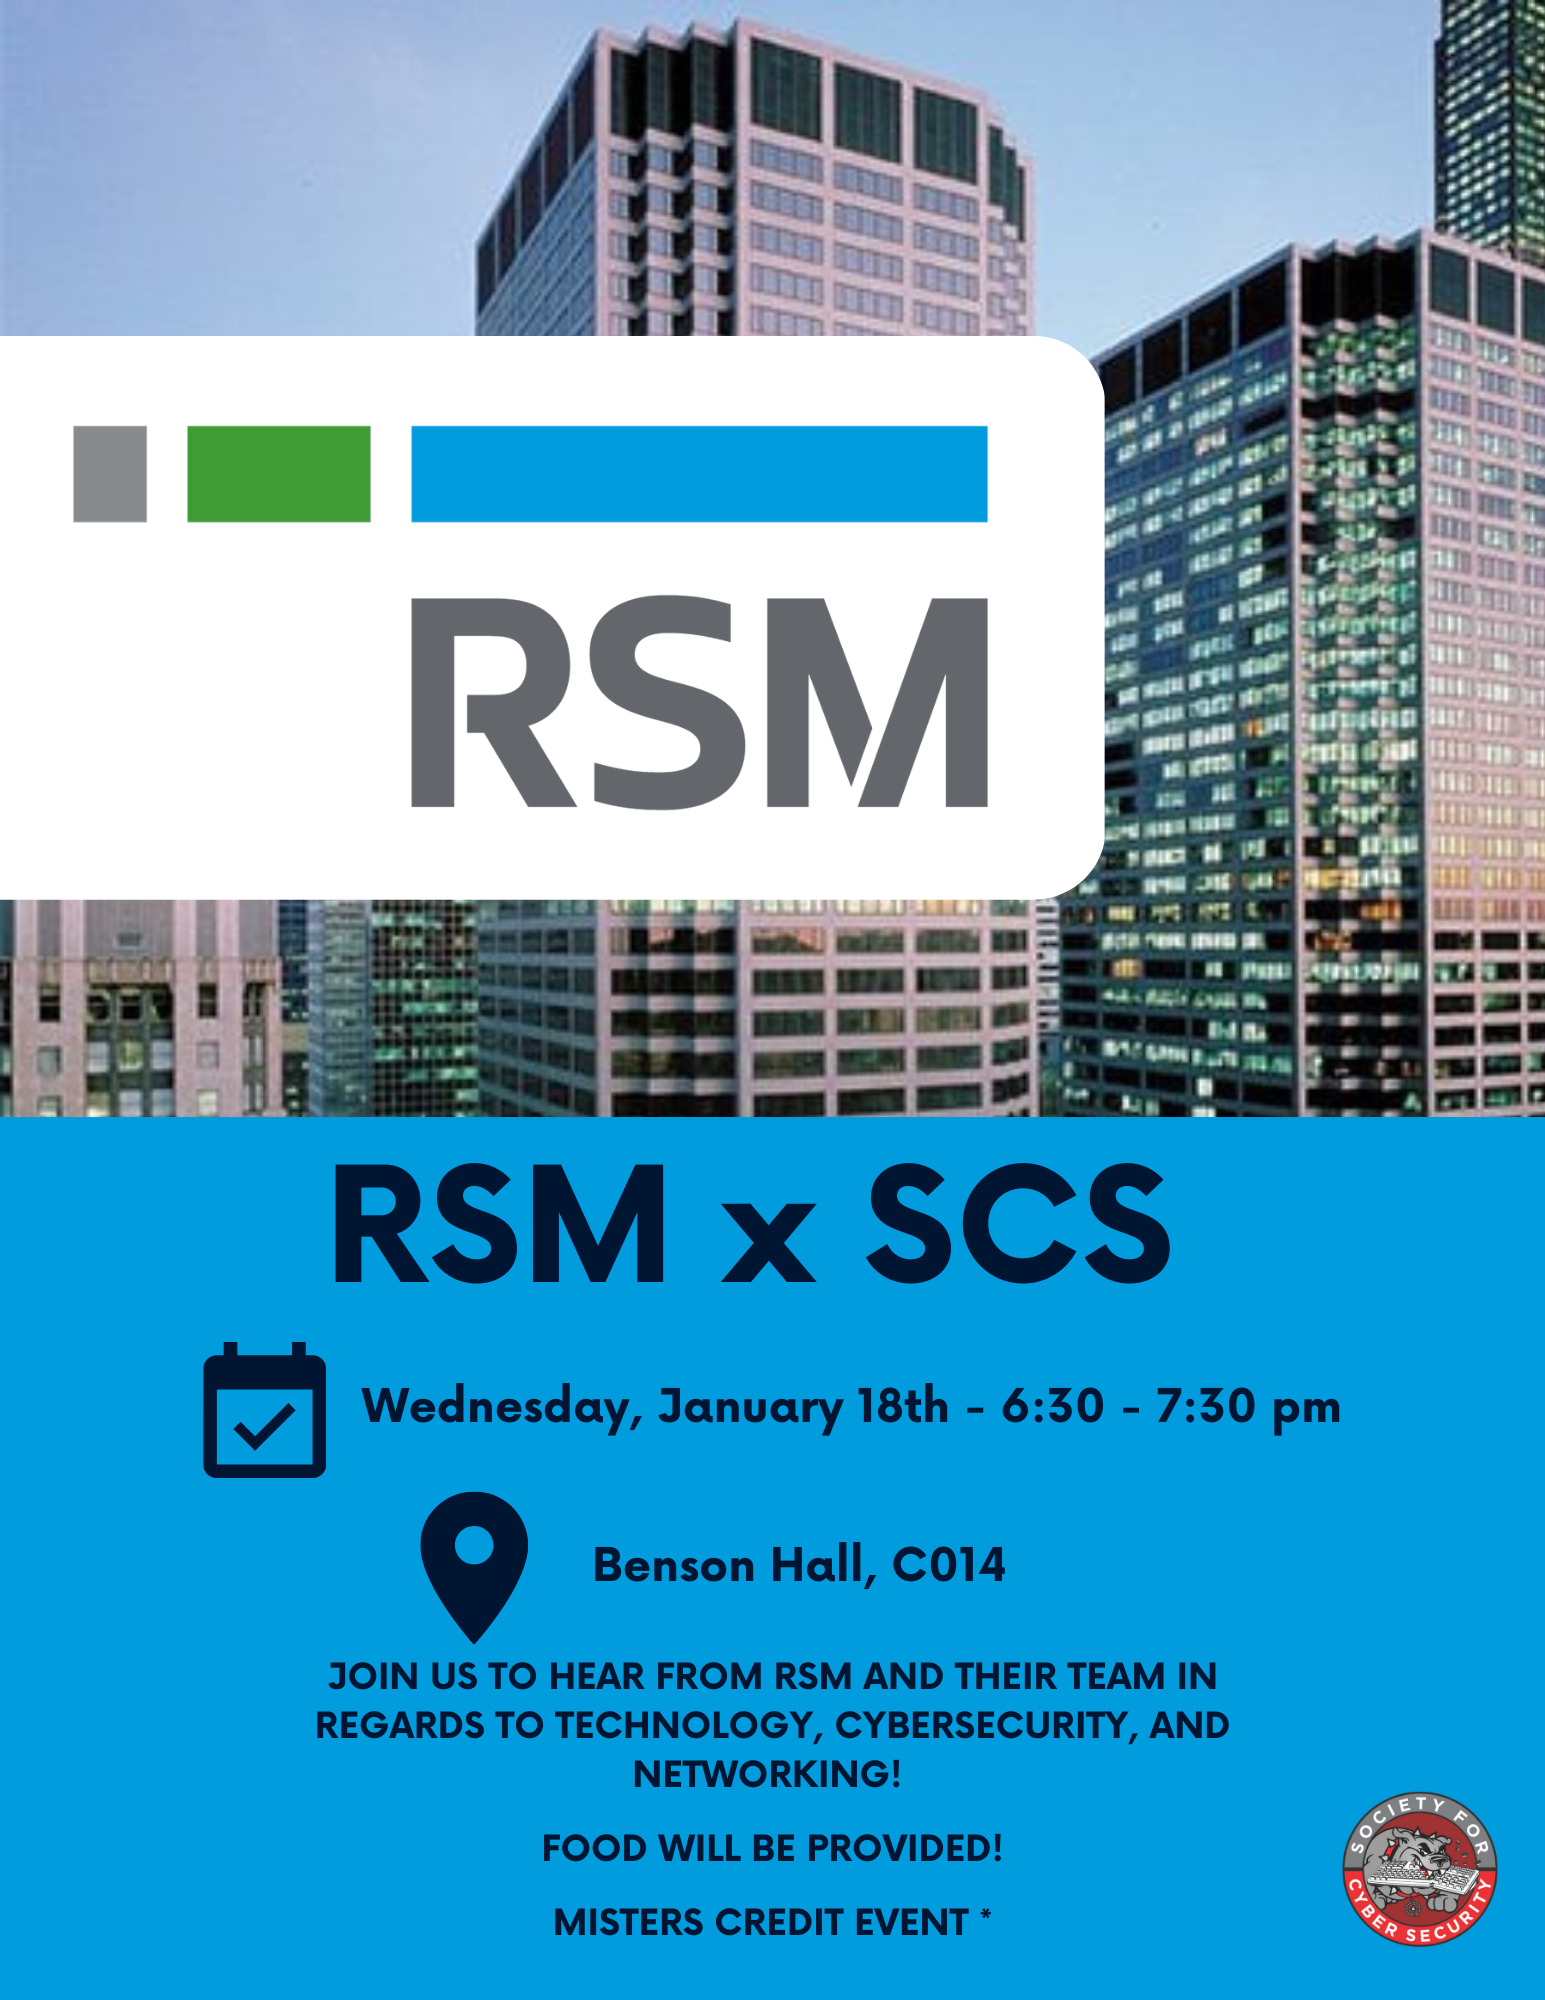 RSM
RSM x SCS
Wednesday, January 18th - 6:30 - 7:30 pm
Benson Hall, C014
JOIN US TO HEAR FROM RSM AND THEIR TEAM IN
REGARDS TO TECHNOLOGY, CYBERSECURITY, AND
NETWORKING!
FOOD WILL BE PROVIDED!
MISTERS CREDIT EVENT *
SOCIETY FOR
CYBER SECURITY